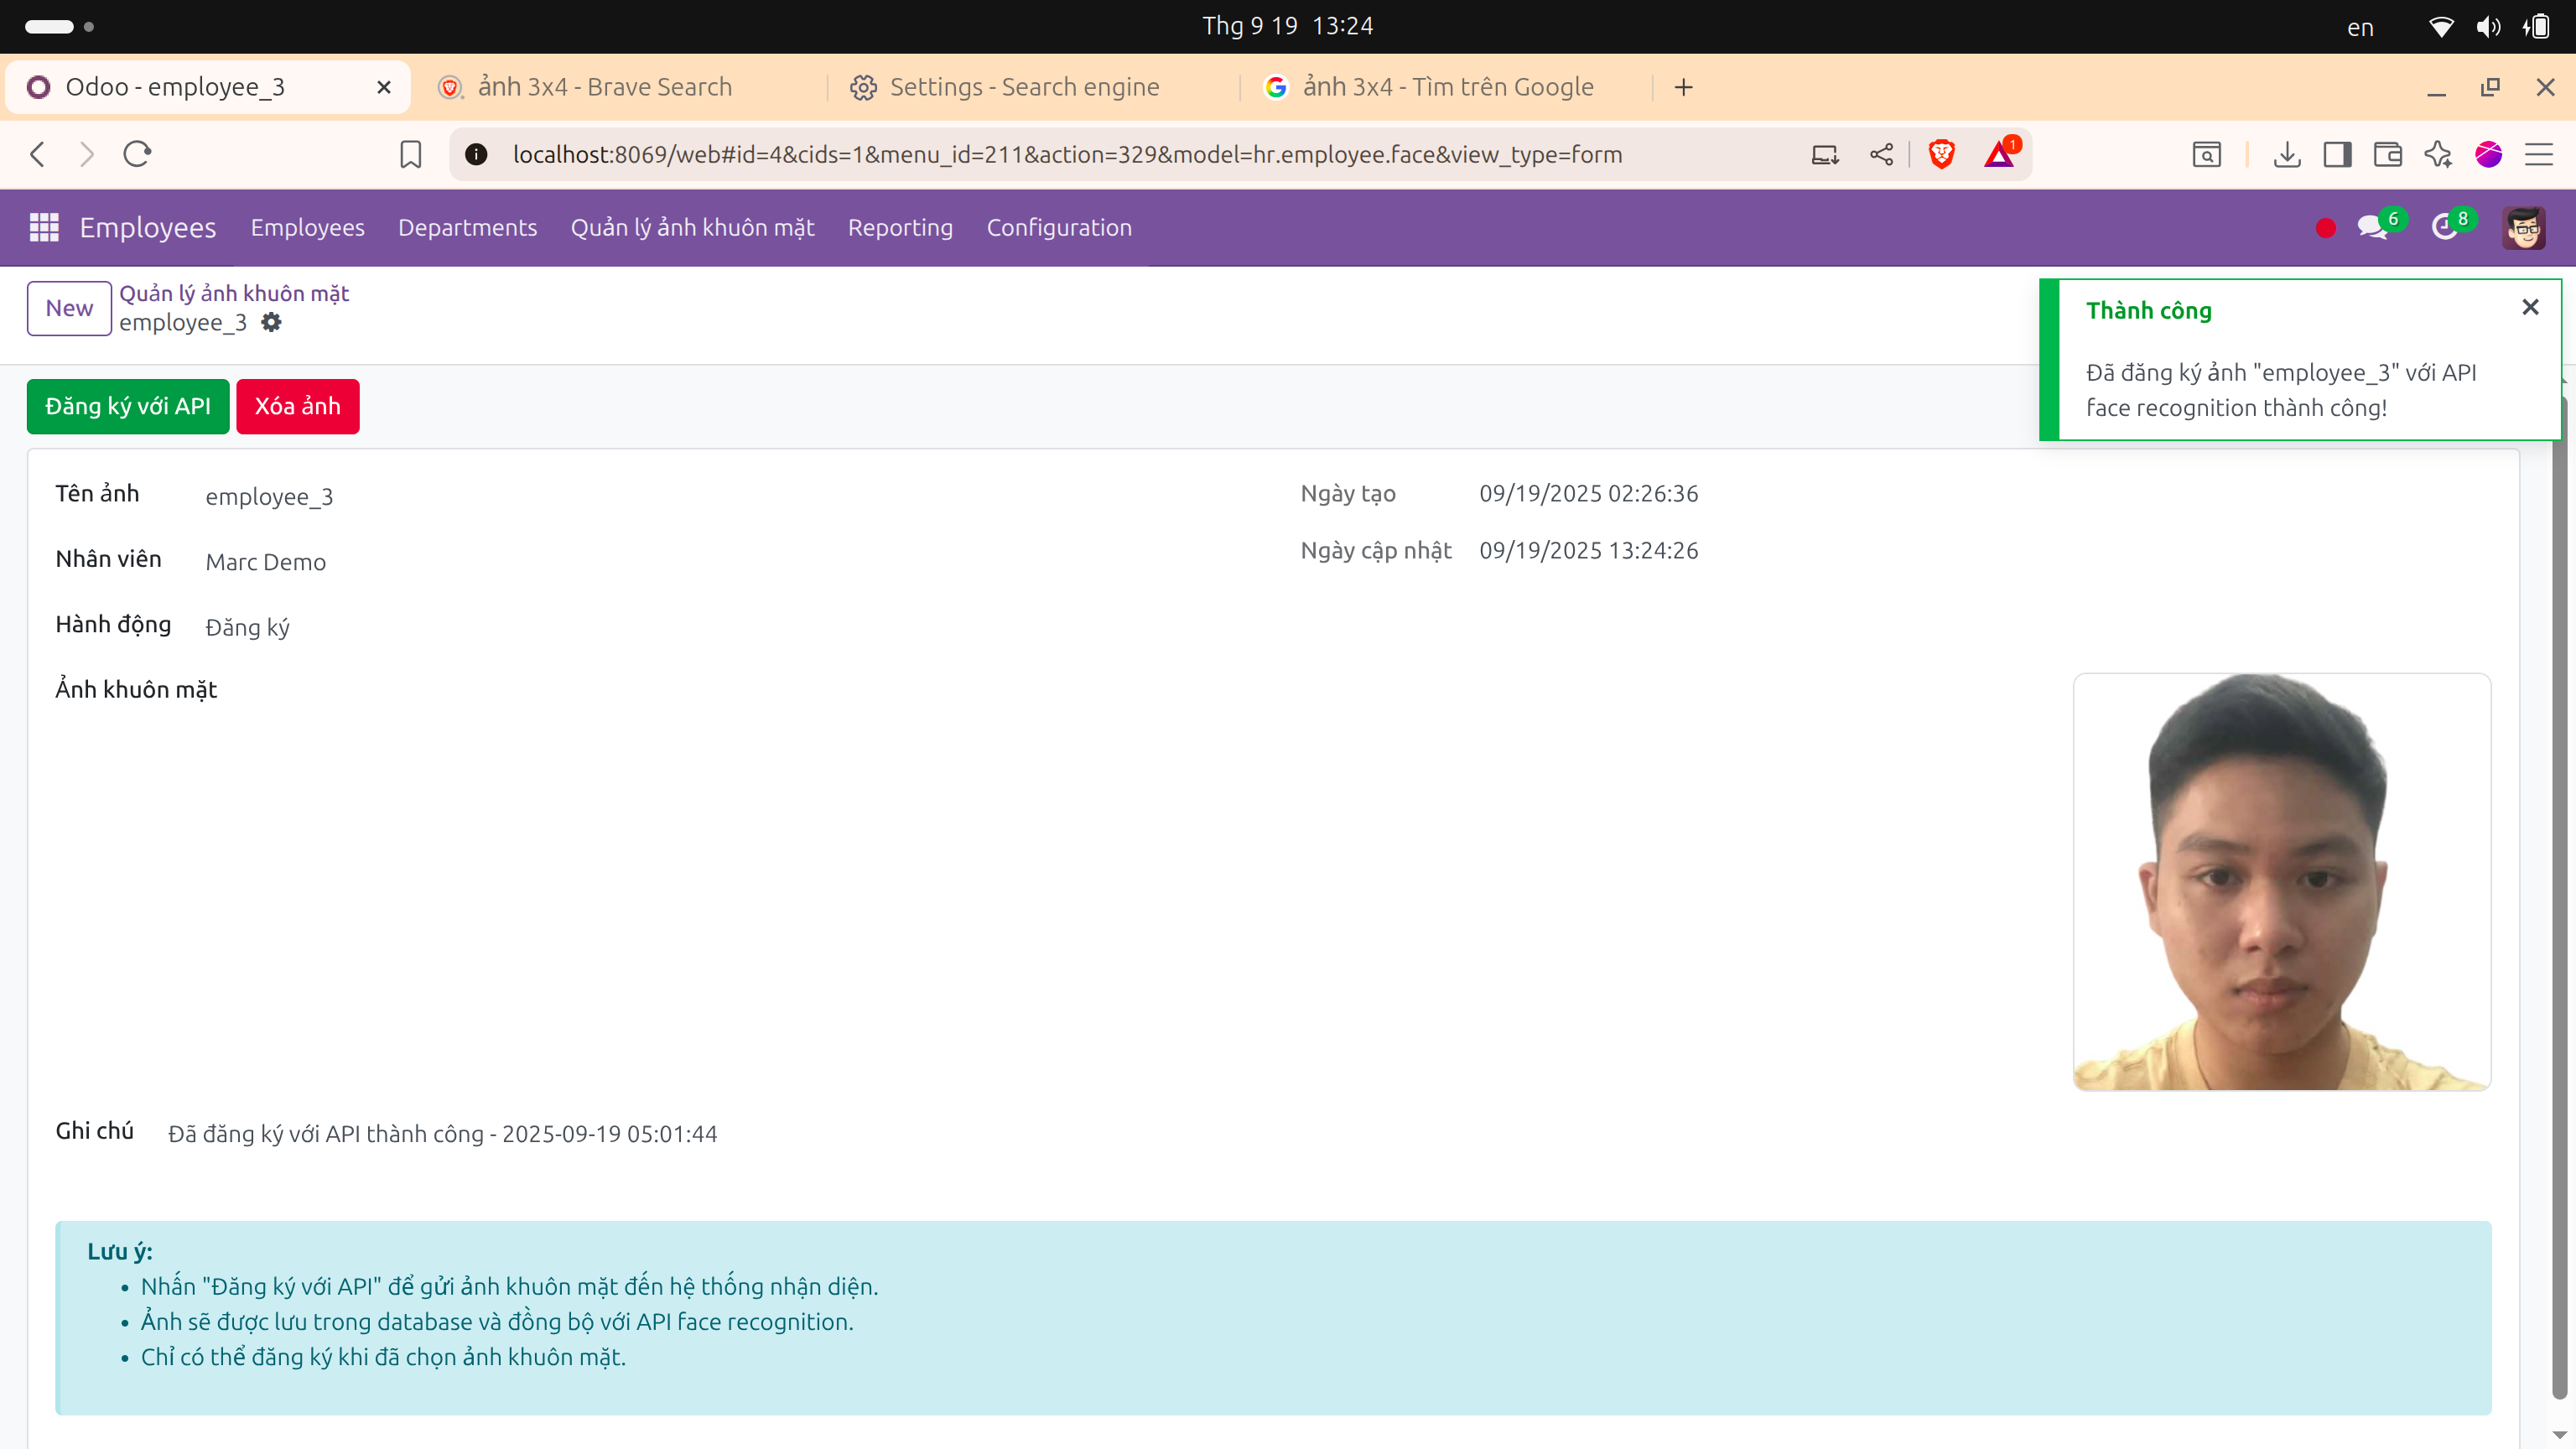 Thg 9 19 13:24
en
Odoo - employee_3
ảnh 3x4 - Brave Search
Settings - Search engine
ảnh 3x4 - Tìm trên Google
localhost:8069/web#id=4&cids=1&menu_id=211&action=329&model=hr.employee.face&view_type=form
1
Employees
Employees
Departments
Quản lý ảnh khuôn mặt
Reporting
Configuration
6
8
New
Quản lý ảnh khuôn mặt
employee_3
Thành công
Đã đăng ký ảnh "employee_3" với API
face recognition thành công!
Đăng ký với API
Xóa ảnh
Tên ảnh
employee_3
Ngày tạo
09/19/2025 02:26:36
Nhân viên
Marc Demo
Ngày cập nhật
09/19/2025 13:24:26
Hành động
Đăng ký
Ảnh khuôn mặt
Ghi chú
Đã đăng ký với API thành công - 2025-09-19 05:01:44
Lưu ý:
• Nhấn "Đăng ký với API" để gửi ảnh khuôn mặt đến hệ thống nhận diện.
• Ảnh sẽ được lưu trong database và đồng bộ với API face recognition.
• Chỉ có thể đăng ký khi đã chọn ảnh khuôn mặt.